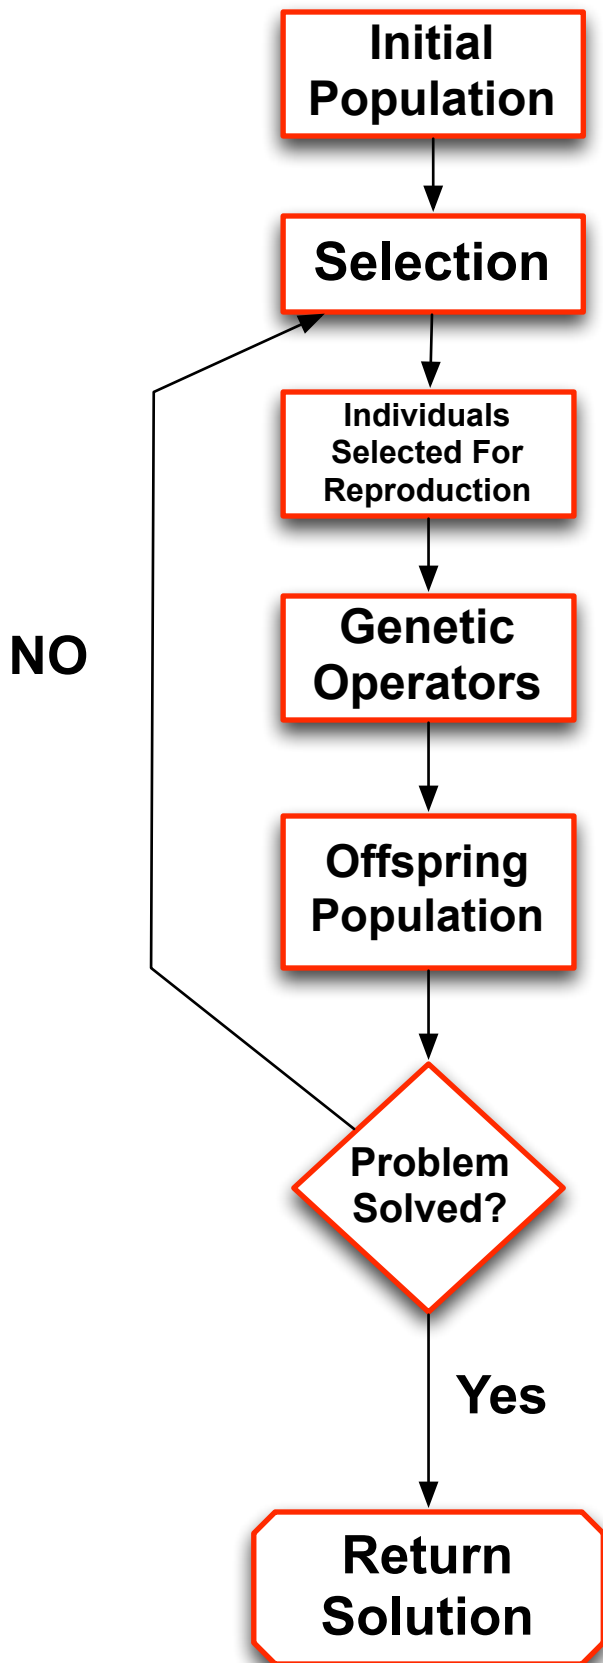 Initial
Population
Selection
Individuals
Selected For
Reproduction
NO
Genetic
Operators
Offspring
Population
Problem
Solved?
Yes
Return
Solution